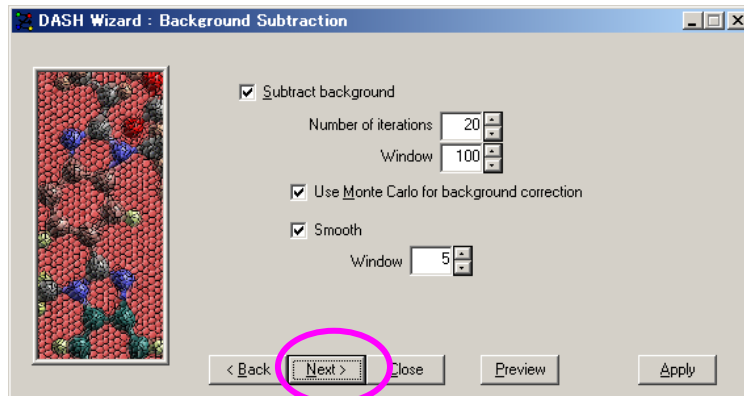 DASH Wizard : Background Subtraction
Subtract background
Number of iterations 20
Window 100
Use Monte Carlo for background correction
Smooth
Window 5
< Back Next > Close Preview Apply